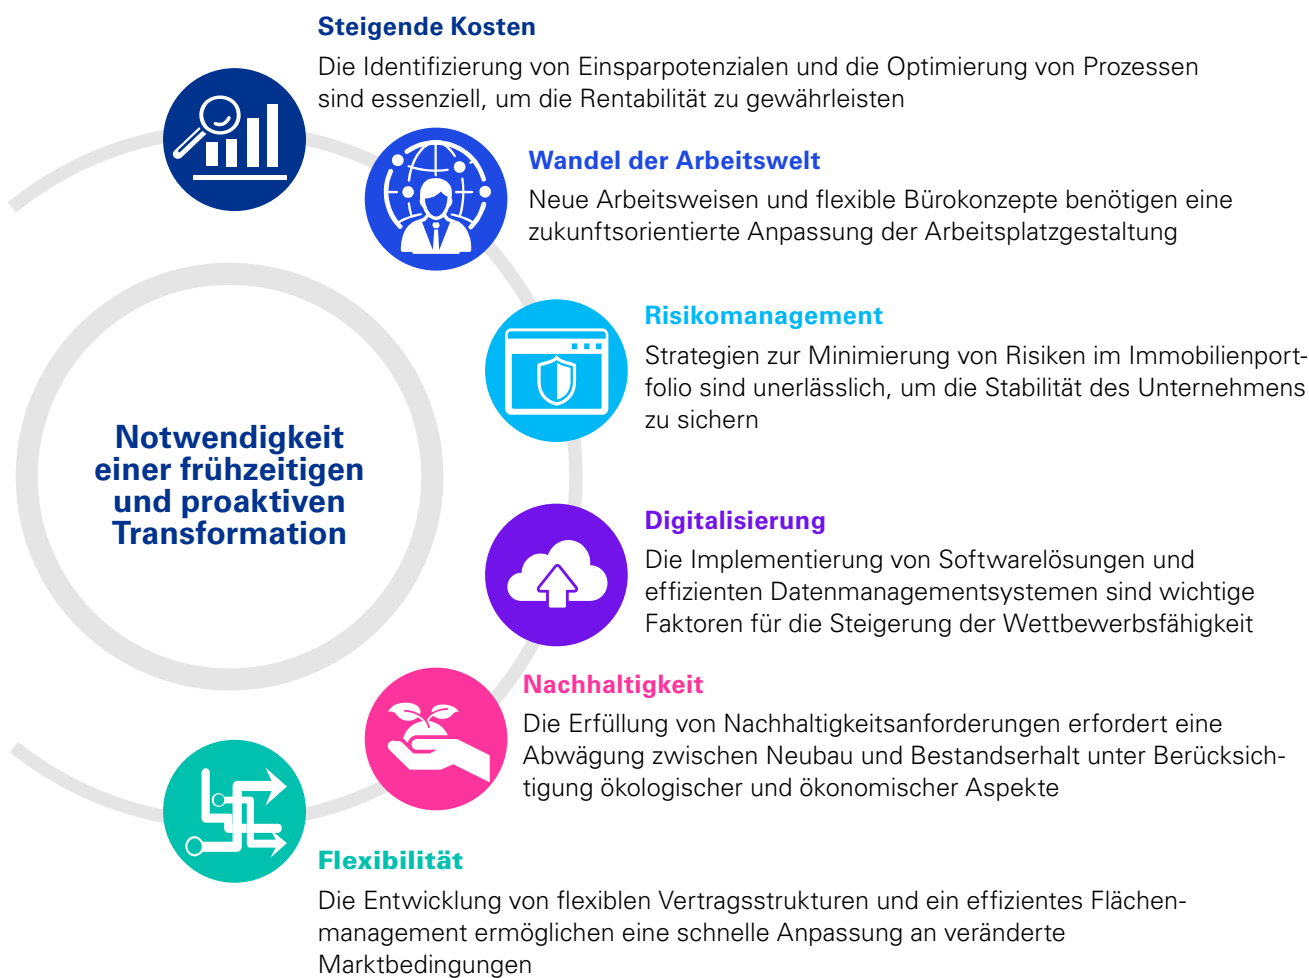 Steigende Kosten
Die Identifizierung von Einsparpotenzialen und die Optimierung von Prozessen
sind essenziell, um die Rentabilität zu gewährleisten
Wandel der Arbeitswelt
Neue Arbeitsweisen und flexible Bürokonzepte benötigen eine
zukunftsorientierte Anpassung der Arbeitsplatzgestaltung
Risikomanagement
Strategien zur Minimierung von Risiken im Immobilienport-
folio sind unerlässlich, um die Stabilität des Unternehmens
zu sichern
Notwendigkeit
einer frühzeitigen
und proaktiven
Transformation
Digitalisierung
Die Implementierung von Softwarelösungen und
effizienten Datenmanagementsystemen sind wichtige
Faktoren für die Steigerung der Wettbewerbsfähigkeit
Nachhaltigkeit
Die Erfüllung von Nachhaltigkeitsanforderungen erfordert eine
Abwägung zwischen Neubau und Bestandserhalt unter Berücksich-
tigung ökologischer und ökonomischer Aspekte
Flexibilität
Die Entwicklung von flexiblen Vertragsstrukturen und ein effizientes Flächen-
management ermöglichen eine schnelle Anpassung an veränderte
Marktbedingungen